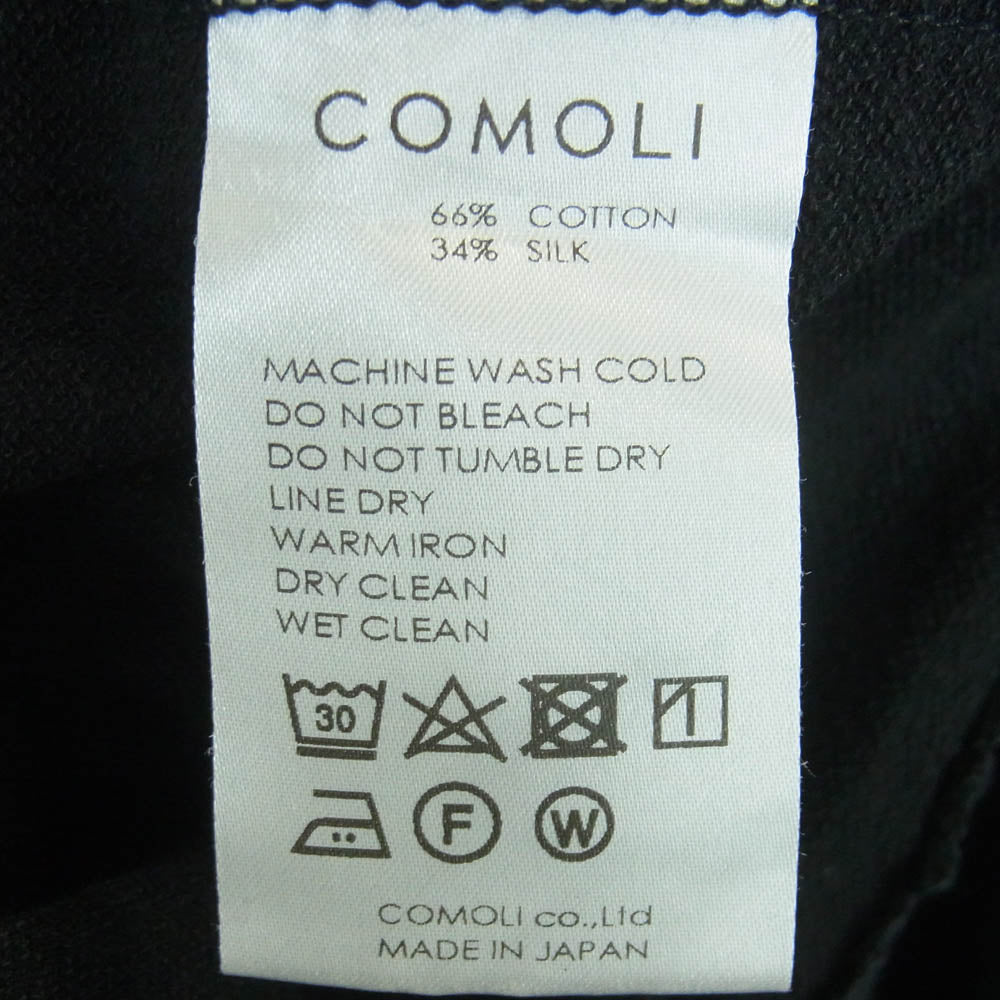 COMOLI
66% COTTON
34% SILK
MACHINE WASH COLD
DO NOT BLEACH
DO NOT TUMBLE DRY
LINE DRY
WARM IRON
DRY CLEAN
WET CLEAN
30
F W
COMOLI co.,Ltd
MADE IN JAPAN